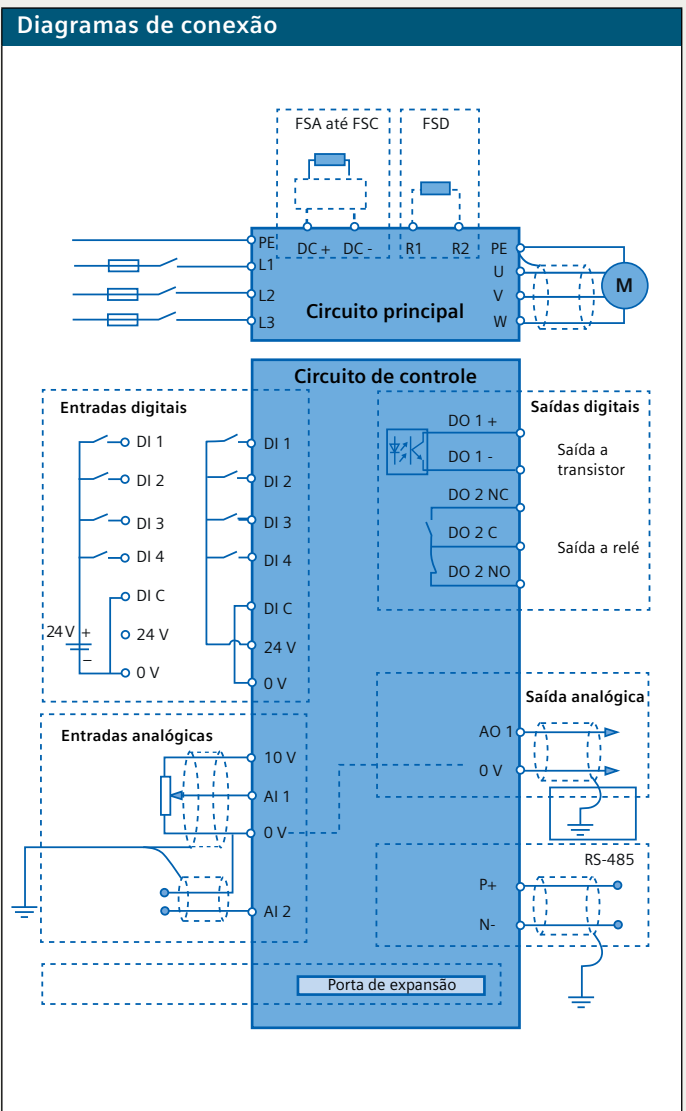 Diagramas de conexão
FSA até FSC
FSD
PE
DC +
DC -
R1
R2
PE
L1
U
M
L2
V
Circuito principal
L3
W
Circuito de controle
Entradas digitais
Saídas digitais
DI 1
DI 1
DO 1 +
DI 2
DI 2
DO 1 -
Saída a
transistor
DI 3
DI 3
DO 2 NC
DI 4
DI 4
DO 2 C
Saída a relé
DO 2 NO
DI C
DI C
24 V +
–
24 V
24 V
0 V
0 V
Saída analógica
Entradas analógicas
10 V
AO 1
AI 1
0 V
0 V
RS-485
P+
AI 2
N-
Porta de expansão